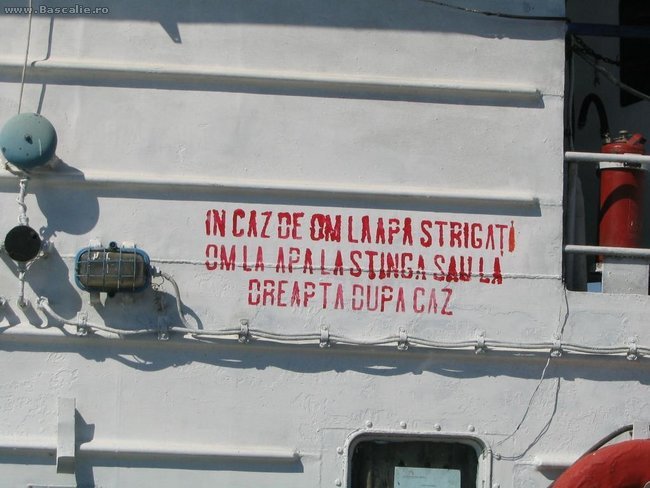 www.Bascalie.ro
IN CAZ DE OM LA APA STRIGAȚI
OM LA APA LA STINGA SAU LA
DREAPTA DUPA CAZ